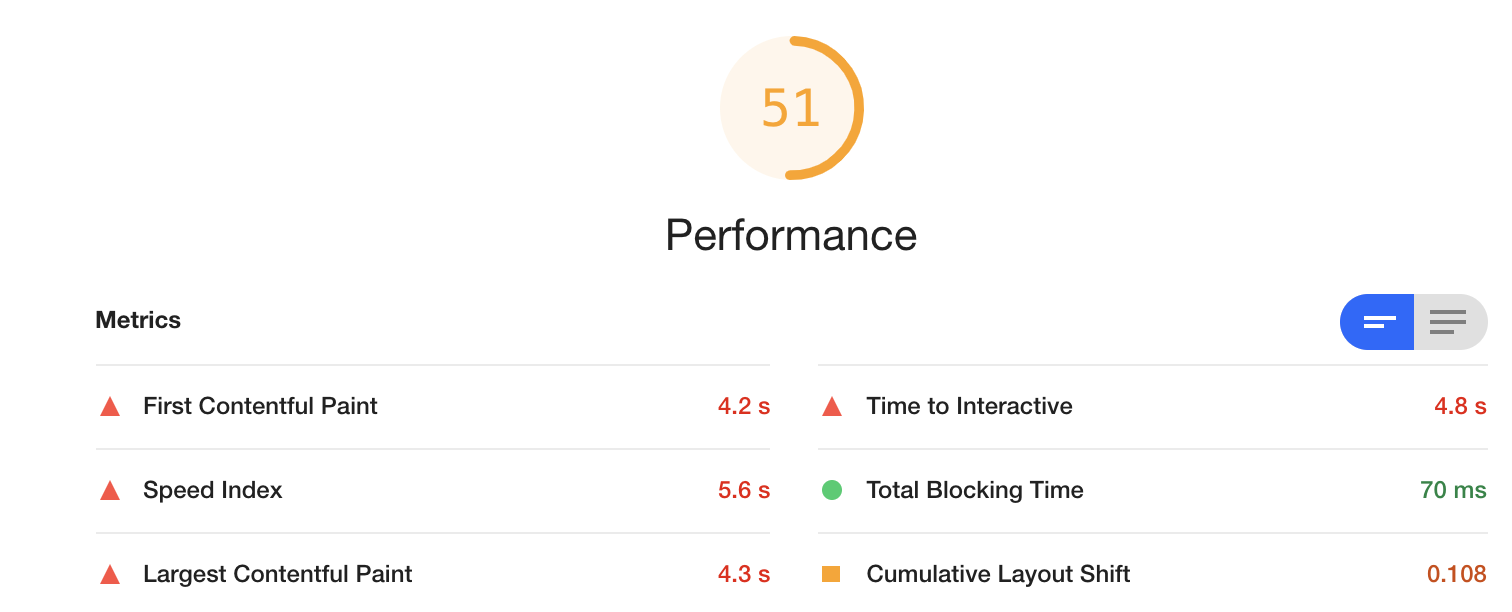 51
Performance
Metrics
First Contentful Paint 4.2 s
Time to Interactive 4.8 s
Speed Index 5.6 s
Total Blocking Time 70 ms
Largest Contentful Paint 4.3 s
Cumulative Layout Shift 0.108